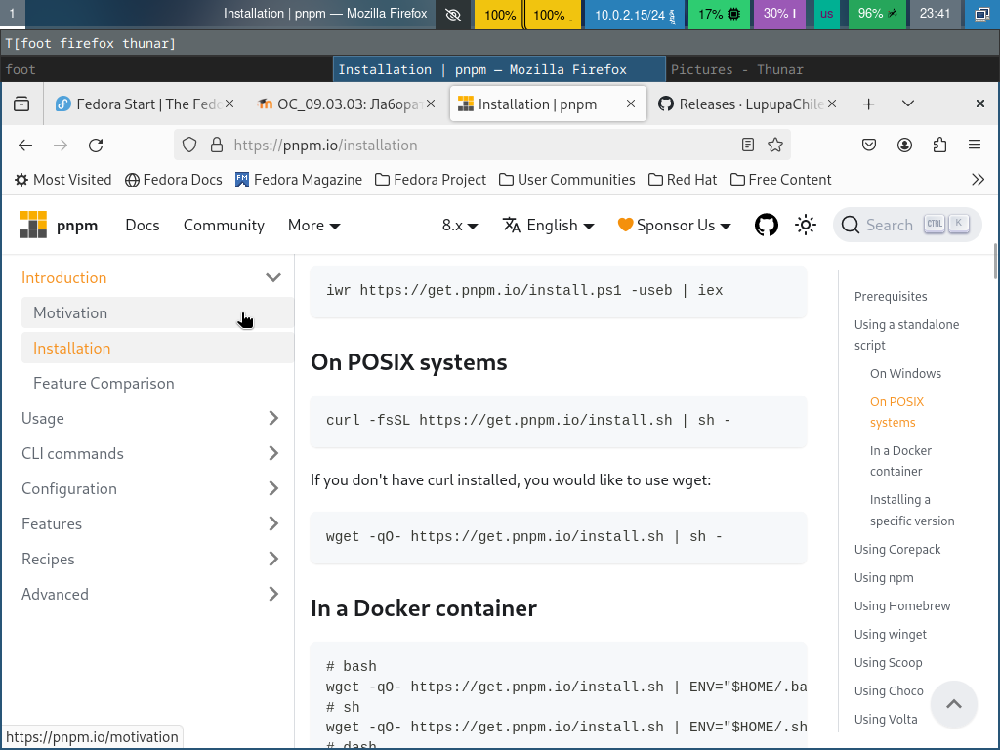 1
Installation | pnpm — Mozilla Firefox
100%
100%
10.0.2.15/24
17%
30%
us
96%
23:41
T[foot firefox thunar]
foot
Installation | pnpm — Mozilla Firefox
Pictures - Thunar
Fedora Start | The Fedo
ОС_09.03.03: Лаборат
Installation | pnpm
Releases · LupupaChile
https://pnpm.io/installation
Most Visited
Fedora Docs
Fedora Magazine
Fedora Project
User Communities
Red Hat
Free Content
pnpm
Docs
Community
More
8.x
English
Sponsor Us
Search
CTRL
K
Introduction
Motivation
Installation
Feature Comparison
Usage
CLI commands
Configuration
Features
Recipes
Advanced
iwr https://get.pnpm.io/install.ps1 -useb | iex
On POSIX systems
curl -fsSL https://get.pnpm.io/install.sh | sh -
If you don't have curl installed, you would like to use wget:
wget -qO- https://get.pnpm.io/install.sh | sh -
In a Docker container
# bash
wget -qO- https://get.pnpm.io/install.sh | ENV="$HOME/.ba
# sh
wget -qO- https://get.pnpm.io/install.sh | ENV="$HOME/.sh
# dash
Prerequisites
Using a standalone
script
On Windows
On POSIX
systems
In a Docker
container
Installing a
specific version
Using Corepack
Using npm
Using Homebrew
Using winget
Using Scoop
Using Choco
Using Volta
https://pnpm.io/motivation